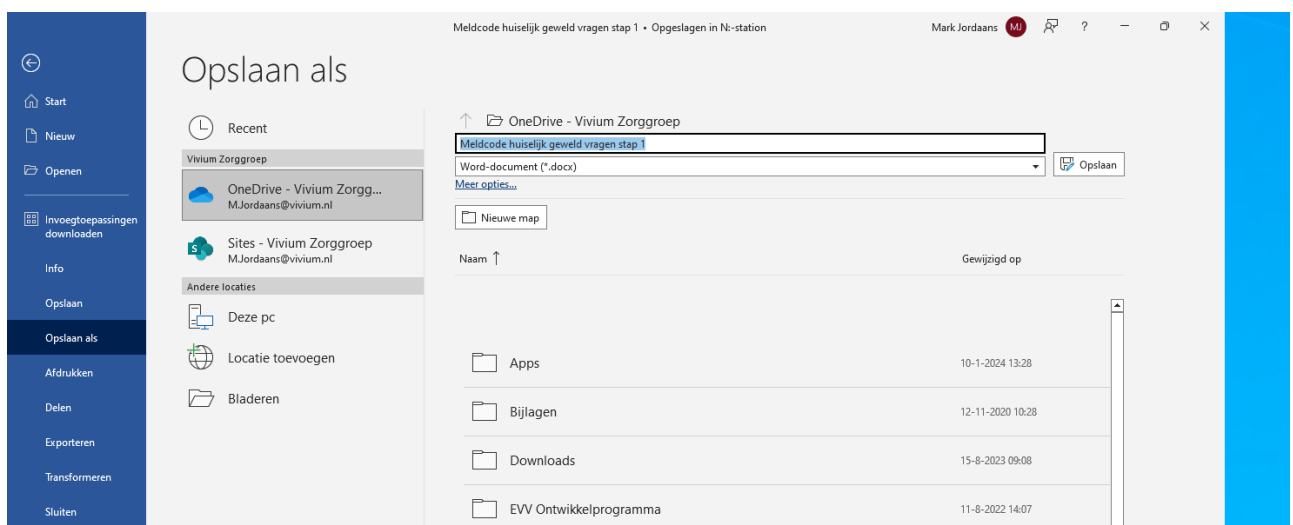 Meldcode huiselijk geweld vragen stap 1 • Opgeslagen in N:-station
Mark Jordaans MJ ?
Start
Nieuw
Openen
Invoegtoepassingen
downloaden
Info
Opslaan
Opslaan als
Afdrukken
Delen
Exporteren
Transformeren
Sluiten
Opslaan als
Recent
Vivium Zorggroep
OneDrive - Vivium Zorgg...
M.Jordaans@vivium.nl
S
Sites - Vivium Zorggroep
M.Jordaans@vivium.nl
Andere locaties
Deze pc
Locatie toevoegen
Bladeren
OneDrive - Vivium Zorggroep
Meldcode huiselijk geweld vragen stap 1
Word-document (*.docx)
Opslaan
Meer opties...
Nieuwe map
Naam ↑ Gewijzigd op
Apps 10-1-2024 13:28
Bijlagen 12-11-2020 10:28
Downloads 15-8-2023 09:08
EVV Ontwikkelprogramma 11-8-2022 14:07